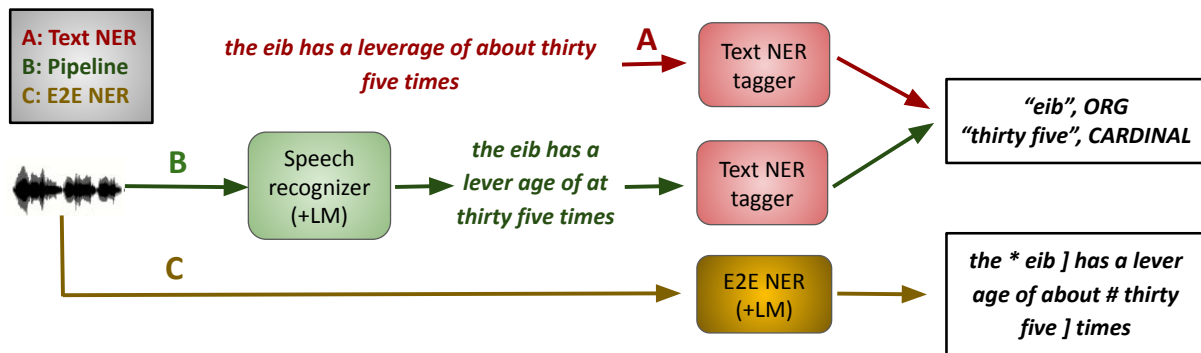 A: Text NER
B: Pipeline
C: E2E NER
the eib has a leverage of about thirty
five times
A
Text NER
tagger
“eib”, ORG
“thirty five”, CARDINAL
B
Speech
recognizer
(+LM)
the eib has a
lever age of at
thirty five times
Text NER
tagger
C
E2E NER
(+LM)
the * eib ] has a lever
age of about # thirty
five ] times